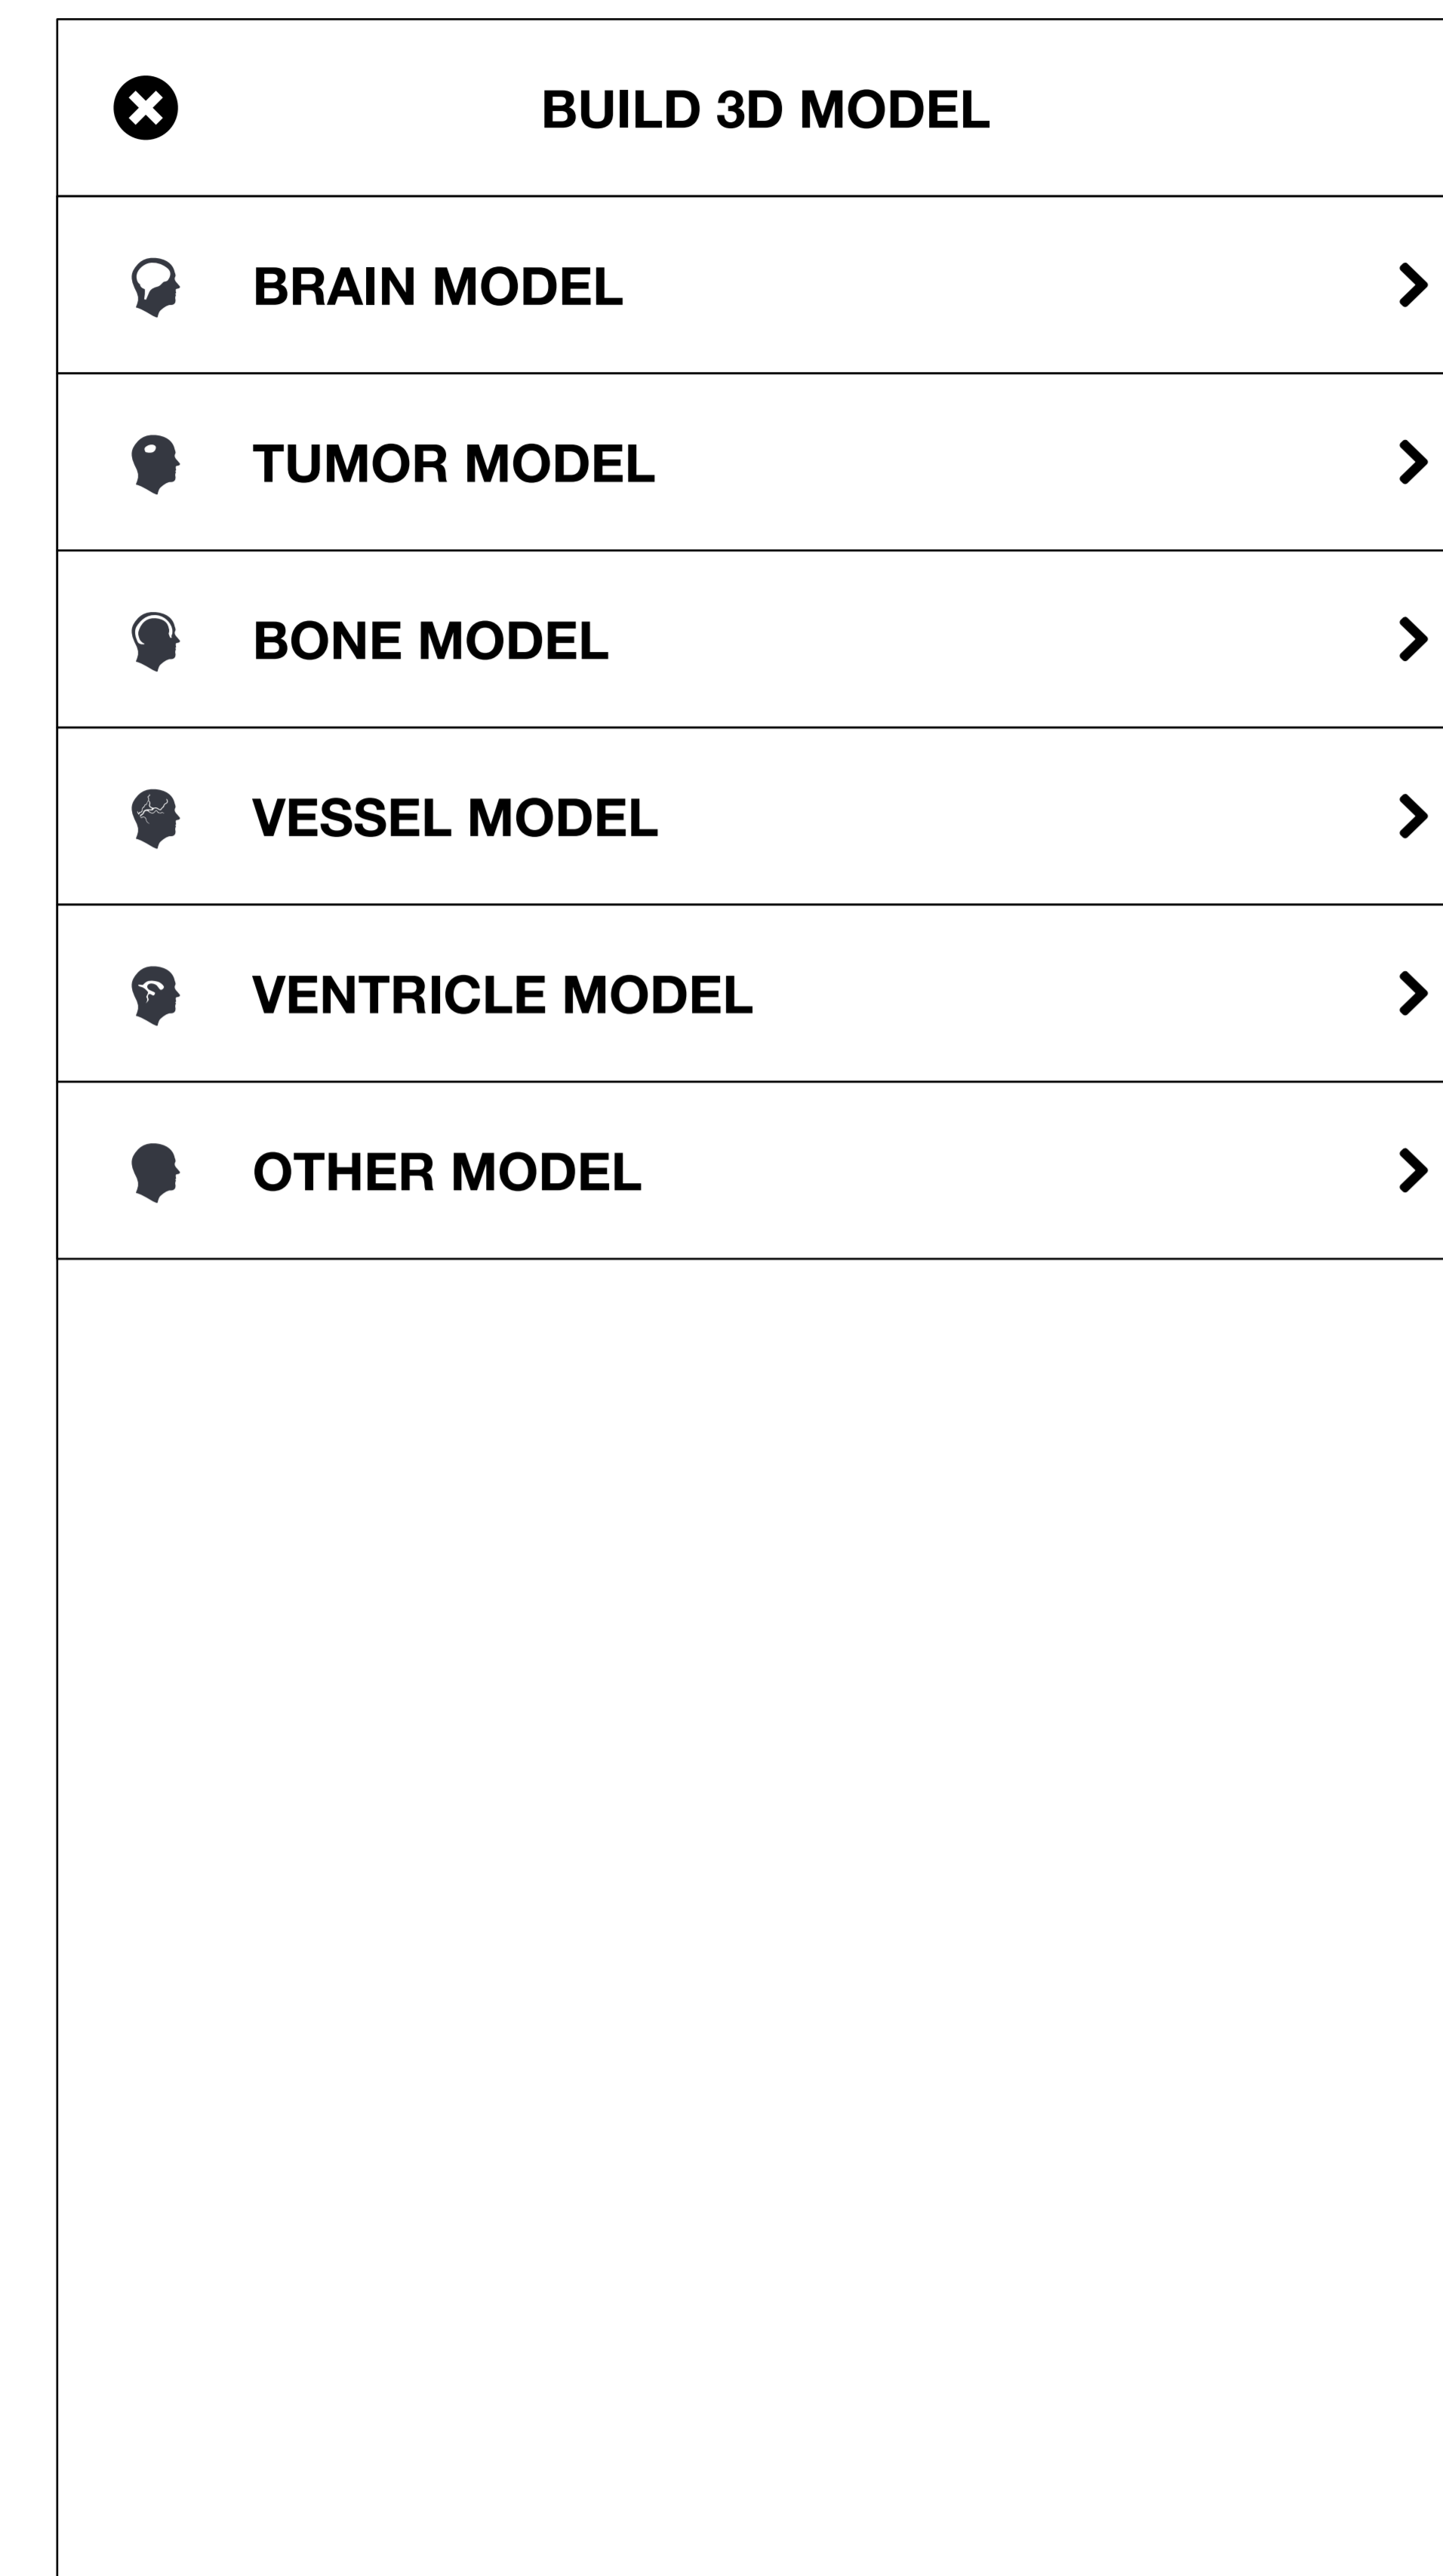 BUILD 3D MODEL
BRAIN MODEL
TUMOR MODEL
BONE MODEL
VESSEL MODEL
VENTRICLE MODEL
OTHER MODEL